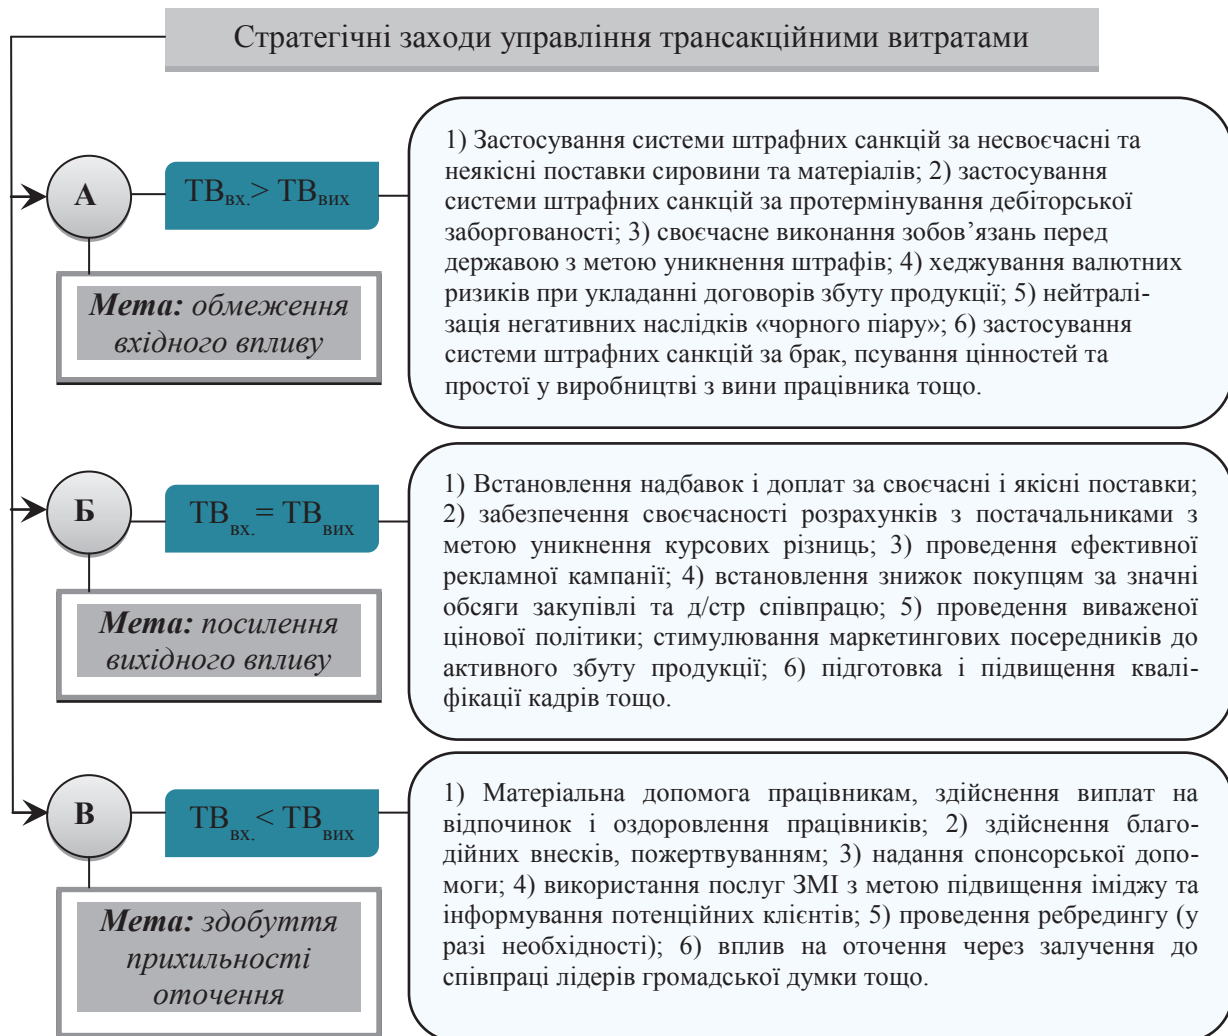 Стратегічні заходи управління трансакційними витратами
А
ТВвх.> ТВвих
Мета: обмеження
вхідного впливу
1) Застосування системи штрафних санкцій за несвоєчасні та
неякісні поставки сировини та матеріалів; 2) застосування
системи штрафних санкцій за протермінування дебіторської
заборгованості; 3) своєчасне виконання зобов’язань перед
державою з метою уникнення штрафів; 4) хеджування валютних
ризиків при укладанні договорів збуту продукції; 5) нейтралі-
зація негативних наслідків «чорного піару»; 6) застосування
системи штрафних санкцій за брак, псування цінностей та
простої у виробництві з вини працівника тощо.
Б
ТВвх.= ТВвих
Мета: посилення
вихідного впливу
1) Встановлення надбавок і доплат за своєчасні і якісні поставки;
2) забезпечення своєчасності розрахунків з постачальниками з
метою уникнення курсових різниць; 3) проведення ефективної
рекламної кампанії; 4) встановлення знижок покупцям за значні
обсяги закупівлі та д/стр співпрацю; 5) проведення виваженої
цінової політики; стимулювання маркетингових посередників до
активного збуту продукції; 6) підготовка і підвищення квалі-
фікації кадрів тощо.
В
ТВвх.< ТВвих
Мета: здобуття
прихильності
оточення
1) Матеріальна допомога працівникам, здійснення виплат на
відпочинок і оздоровлення працівників; 2) здійснення благо-
дійних внесків, пожертвуванням; 3) надання спонсорської допо-
моги; 4) використання послуг ЗМІ з метою підвищення іміджу та
інформування потенційних клієнтів; 5) проведення ребредингу (у
разі необхідності); 6) вплив на оточення через залучення до
співпраці лідерів громадської думки тощо.